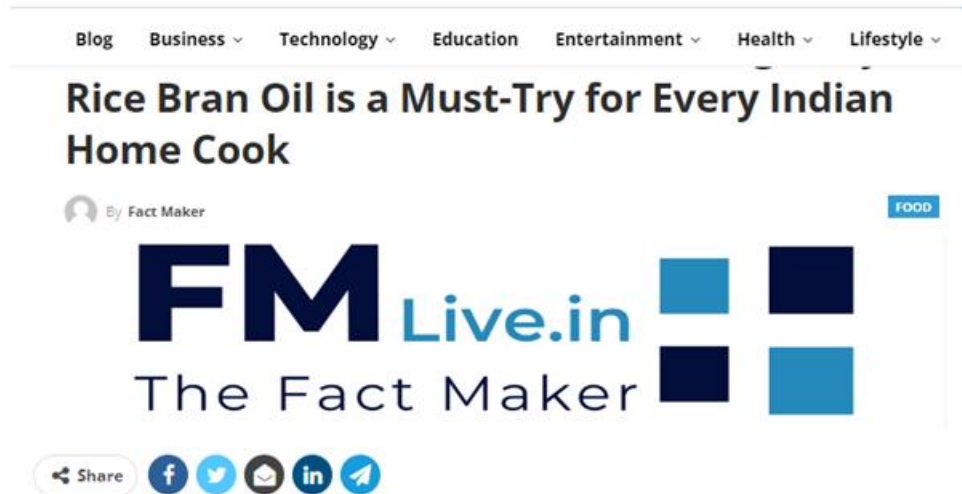 Blog Business Technology Education Entertainment Health Lifestyle
Rice Bran Oil is a Must-Try for Every Indian
Home Cook
By Fact Maker
FOOD
FM Live.in
The Fact Maker
Share